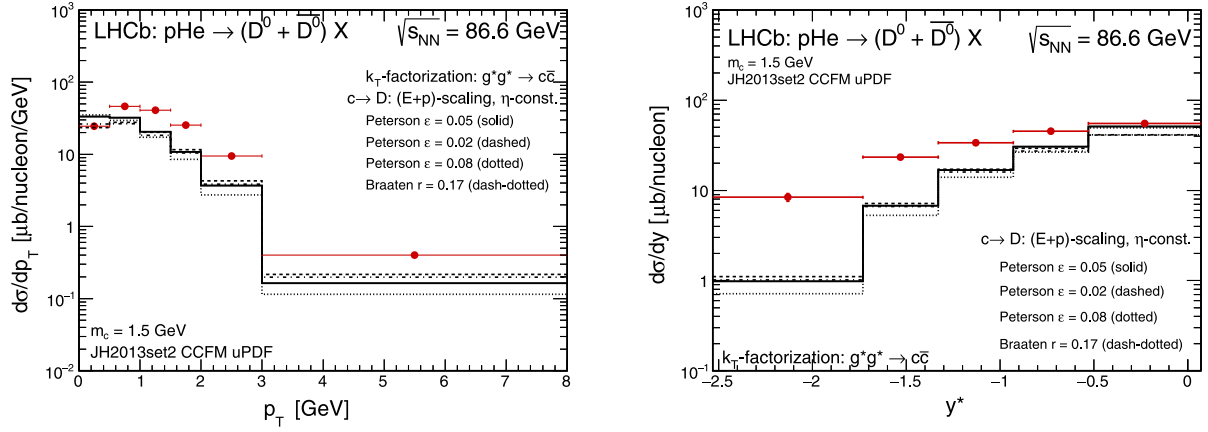 LHCb: pHe → (D⁰ + D̅⁰) X √s_NN = 86.6 GeV
k_T-factorization: g*g* → cc̅
c → D: (E+p)-scaling, η-const.
Peterson ε = 0.05 (solid)
Peterson ε = 0.02 (dashed)
Peterson ε = 0.08 (dotted)
Braaten r = 0.17 (dash-dotted)
m_c = 1.5 GeV
JH2013set2 CCFM uPDF
dσ/dp_T [μb/nucleon/GeV]
10³
10²
10
1
10⁻¹
10⁻²
0 1 2 3 4 5 6 7 8
p_T [GeV]
LHCb: pHe → (D⁰ + D̅⁰) X √s_NN = 86.6 GeV
m_c = 1.5 GeV
JH2013set2 CCFM uPDF
c → D: (E+p)-scaling, η-const.
Peterson ε = 0.05 (solid)
Peterson ε = 0.02 (dashed)
Peterson ε = 0.08 (dotted)
Braaten r = 0.17 (dash-dotted)
k_T-factorization: g*g* → cc̅
dσ/dy [μb/nucleon]
10³
10²
10
1
10⁻¹
-2.5 -2 -1.5 -1 -0.5 0
y*